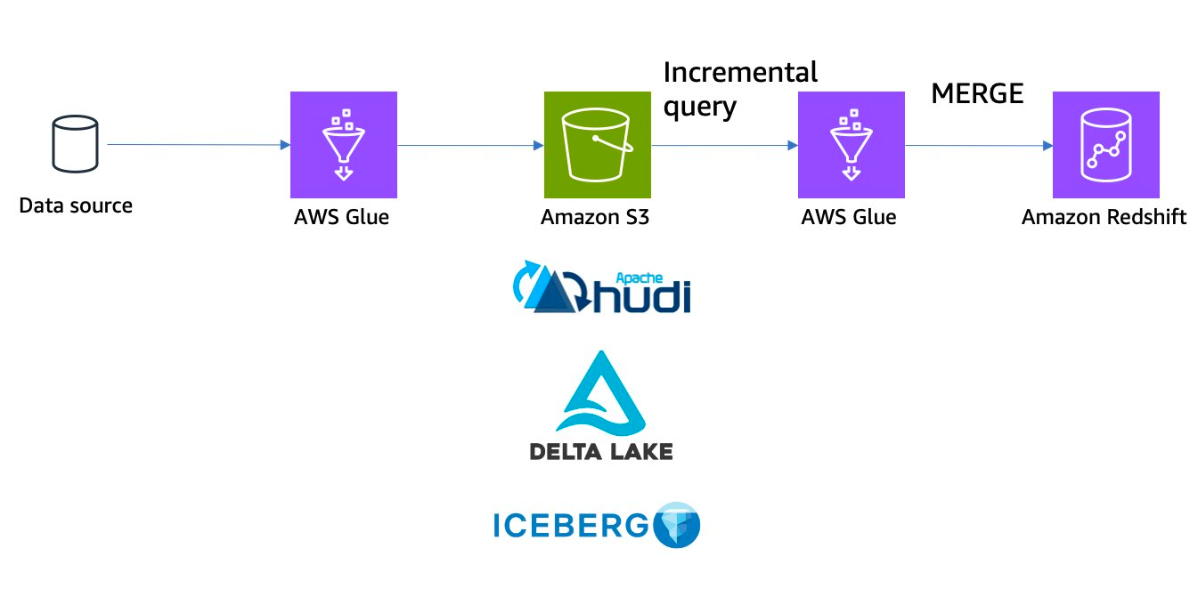 Incremental
query
MERGE
Data source
AWS Glue
Amazon S3
AWS Glue
Amazon Redshift
Apache
hudi
DELTA LAKE
ICEBERG